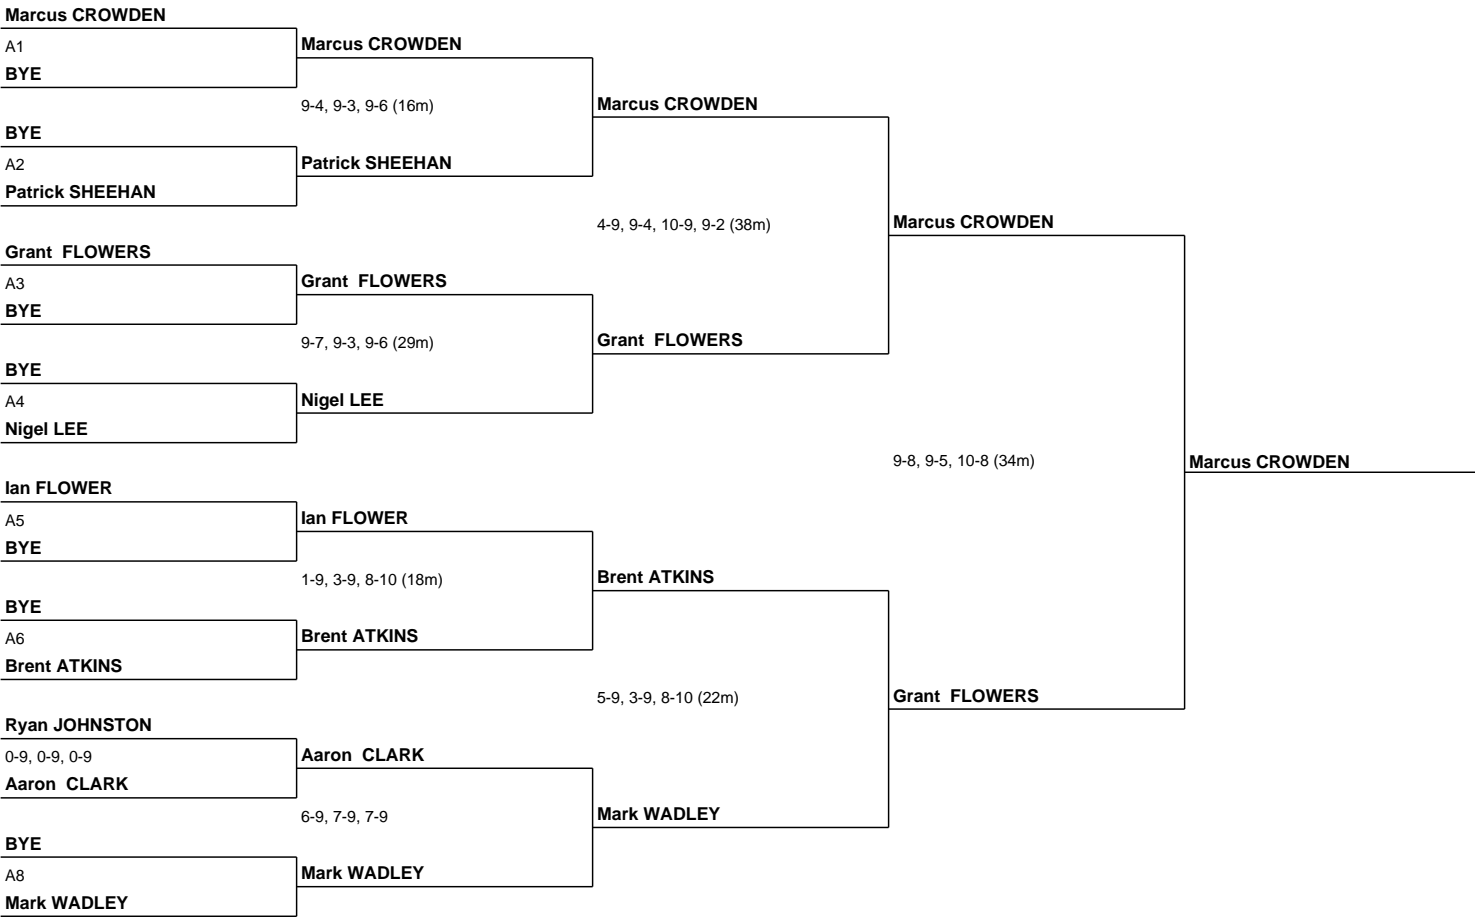 Marcus CROWDEN
A1
BYE
BYE
A2
Patrick SHEEHAN
Grant  FLOWERS
A3
BYE
BYE
A4
Nigel LEE
Ian FLOWER
A5
BYE
BYE
A6
Brent ATKINS
Ryan JOHNSTON
0-9, 0-9, 0-9
Aaron  CLARK
BYE
A8
Mark WADLEY
Marcus CROWDEN
9-4, 9-3, 9-6 (16m)
Patrick SHEEHAN
Grant  FLOWERS
9-7, 9-3, 9-6 (29m)
Nigel LEE
Ian FLOWER
1-9, 3-9, 8-10 (18m)
Brent ATKINS
Aaron  CLARK
6-9, 7-9, 7-9
Mark WADLEY
Marcus CROWDEN
4-9, 9-4, 10-9, 9-2 (38m)
Grant  FLOWERS
Brent ATKINS
5-9, 3-9, 8-10 (22m)
Mark WADLEY
Marcus CROWDEN
9-8, 9-5, 10-8 (34m)
Grant  FLOWERS
Marcus CROWDEN